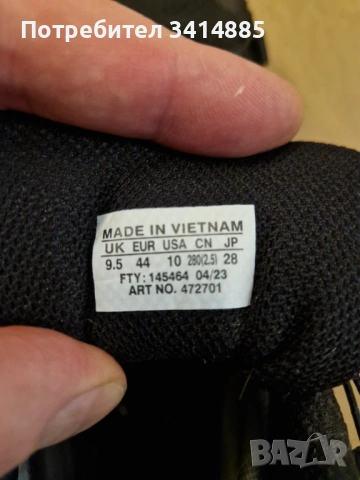 Потребител 3414885
MADE IN VIETNAM
UK EUR USA CN JP
9.5 44 10 280(2.5) 28
FTY: 145464 04/23
ART NO. 472701
BAZAR